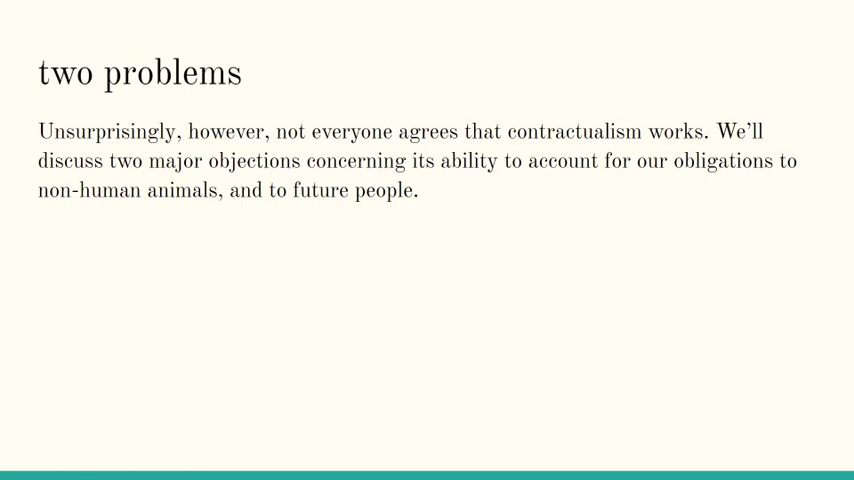 two problems
Unsurprisingly, however, not everyone agrees that contractualism works. We’ll
discuss two major objections concerning its ability to account for our obligations to
non-human animals, and to future people.